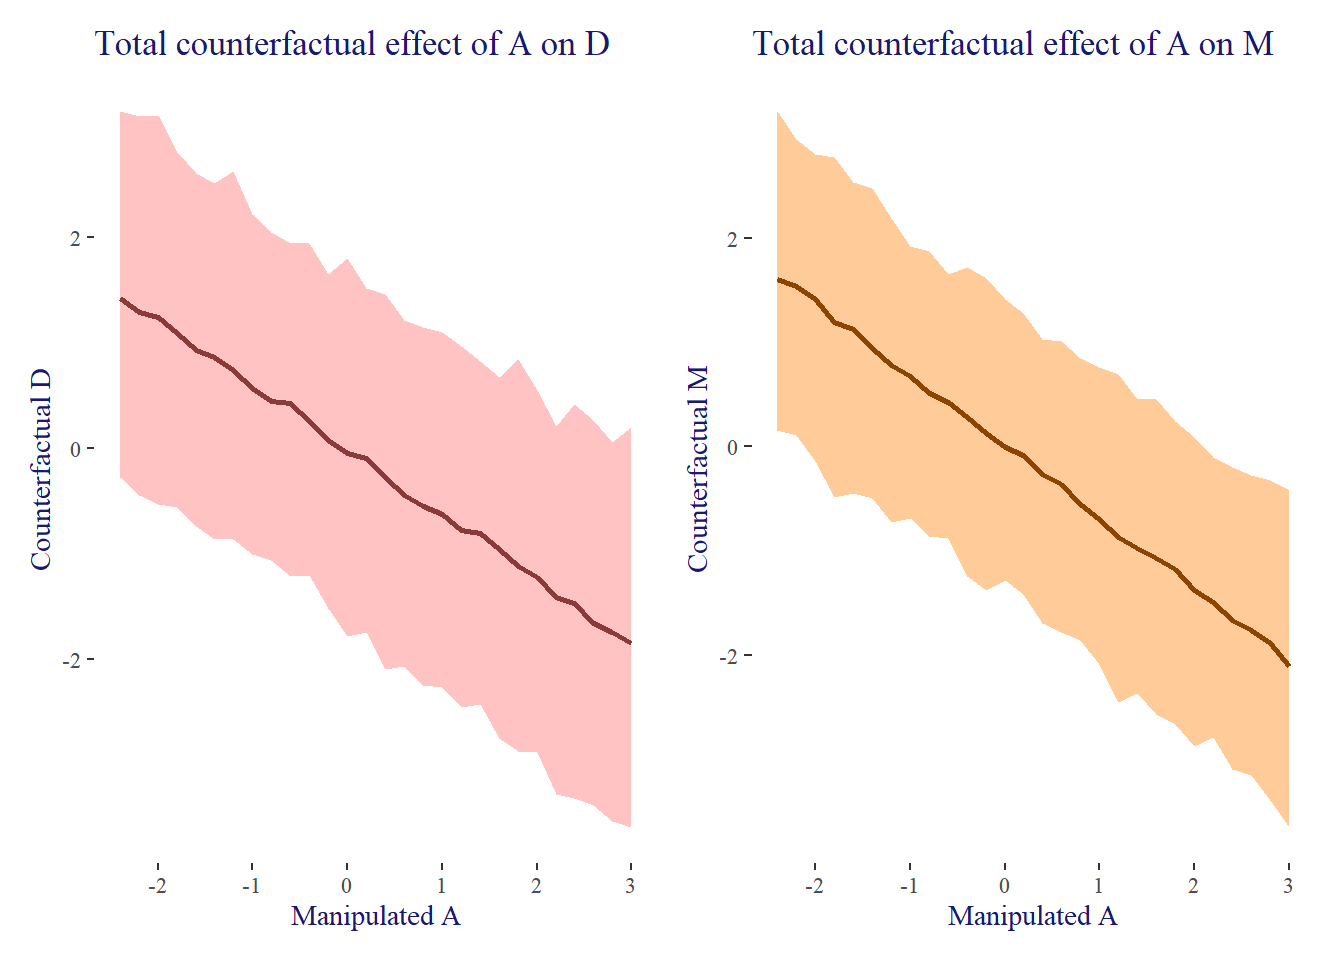 Total counterfactual effect of A on D
Counterfactual D
2
0
-2
-2 -1 0 1 2 3
Manipulated A
Total counterfactual effect of A on M
Counterfactual M
2
0
-2
-2 -1 0 1 2 3
Manipulated A